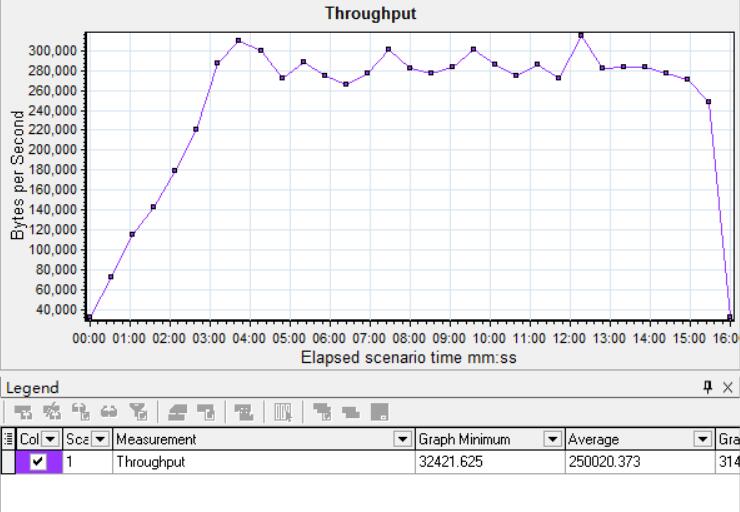 Throughput
300,000
280,000
260,000
240,000
220,000
200,000
180,000
160,000
140,000
120,000
100,000
80,000
60,000
40,000
Bytes per Second
00:00 01:00 02:00 03:00 04:00 05:00 06:00 07:00 08:00 09:00 10:00 11:00 12:00 13:00 14:00 15:00 16:0
Elapsed scenario time mm:ss
Legend
Col Sca Measurement Graph Minimum Average Gra
1 Throughput 32421.625 250020.373 314